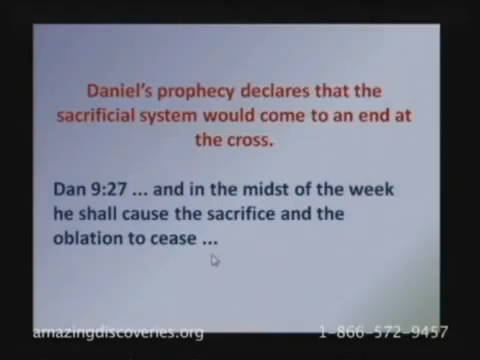 Daniel's prophecy declares that the
sacrificial system would come to an end at
the cross.
Dan 9:27 ... and in the midst of the week
he shall cause the sacrifice and the
oblation to cease ...
amazingdiscoveries.org 1-866-572-9457